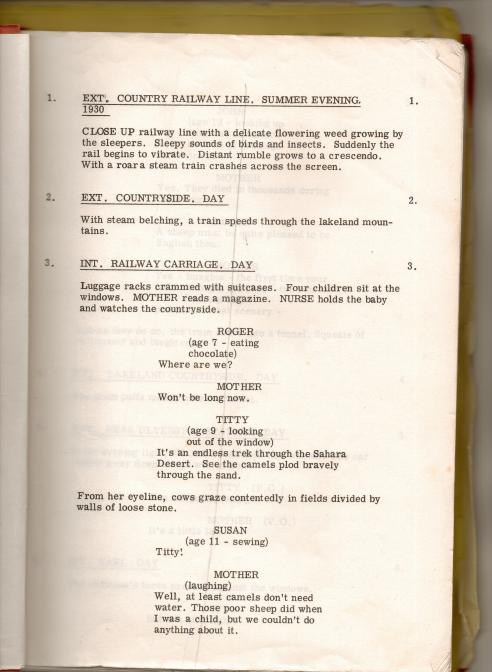 1. EXT. COUNTRY RAILWAY LINE. SUMMER EVENING. 1.
1930
CLOSE UP railway line with a delicate flowering weed growing by
the sleepers. Sleepy sounds of birds and insects. Suddenly the
rail begins to vibrate. Distant rumble grows to a crescendo.
With a roar a steam train crashes across the screen.
2. EXT. COUNTRYSIDE. DAY 2.
With steam belching, a train speeds through the lakeland moun-
tains.
3. INT. RAILWAY CARRIAGE. DAY 3.
Luggage racks crammed with suitcases. Four children sit at the
windows. MOTHER reads a magazine. NURSE holds the baby
and watches the countryside.
ROGER
(age 7 - eating
chocolate)
Where are we?
MOTHER
Won't be long now.
TITTY
(age 9 - looking
out of the window)
It's an endless trek through the Sahara
Desert. See the camels plod bravely
through the sand.
From her eyeline, cows graze contentedly in fields divided by
walls of loose stone.
SUSAN
(age 11 - sewing)
Titty!
MOTHER
(laughing)
Well, at least camels don't need
water. Those poor sheep did when
I was a child, but we couldn't do
anything about it.